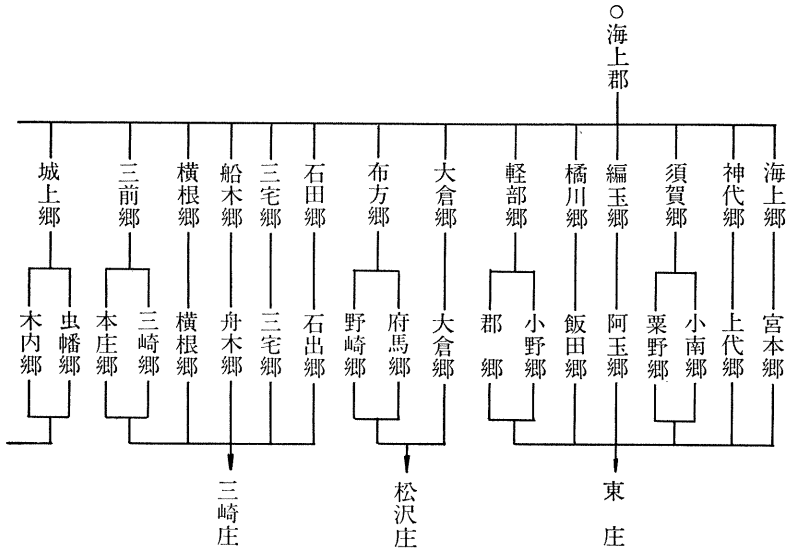 ○海上郡
海上郷
神代郷
須賀郷
編玉郷
橘川郷
軽部郷
大倉郷
布方郷
石田郷
三宅郷
船木郷
横根郷
三前郷
城上郷
宮本郷
上代郷
小南郷
粟野郷
阿玉郷
飯田郷
小野郷
郡　郷
大倉郷
府馬郷
野崎郷
石出郷
三宅郷
舟木郷
横根郷
三崎郷
本庄郷
虫幡郷
木内郷
東　庄
松沢庄
三崎庄